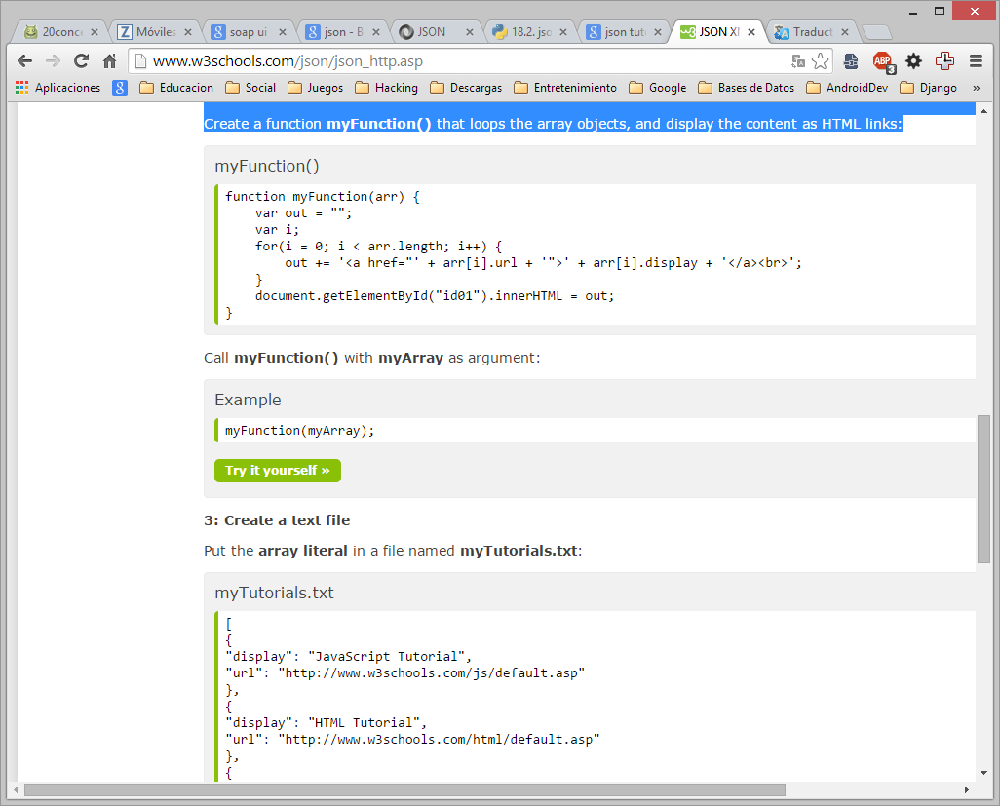 20conc
Móviles
soap ui
json - B
JSON
18.2. jso
json tut
JSON XM
Traduct
www.w3schools.com/json/json_http.asp
ABP
3
Aplicaciones
8
Educacion
Social
Juegos
Hacking
Descargas
Entretenimiento
Google
Bases de Datos
AndroidDev
Django
»
Create a function myFunction() that loops the array objects, and display the content as HTML links:
myFunction()
function myFunction(arr) {
var out = "";
var i;
for(i = 0; i < arr.length; i++) {
out += '<a href="' + arr[i].url + '">' + arr[i].display + '</a><br>';
}
document.getElementById("id01").innerHTML = out;
}
Call myFunction() with myArray as argument:
Example
myFunction(myArray);
Try it yourself »
3: Create a text file
Put the array literal in a file named myTutorials.txt:
myTutorials.txt
[
{
"display": "JavaScript Tutorial",
"url": "http://www.w3schools.com/js/default.asp"
},
{
"display": "HTML Tutorial",
"url": "http://www.w3schools.com/html/default.asp"
},
{